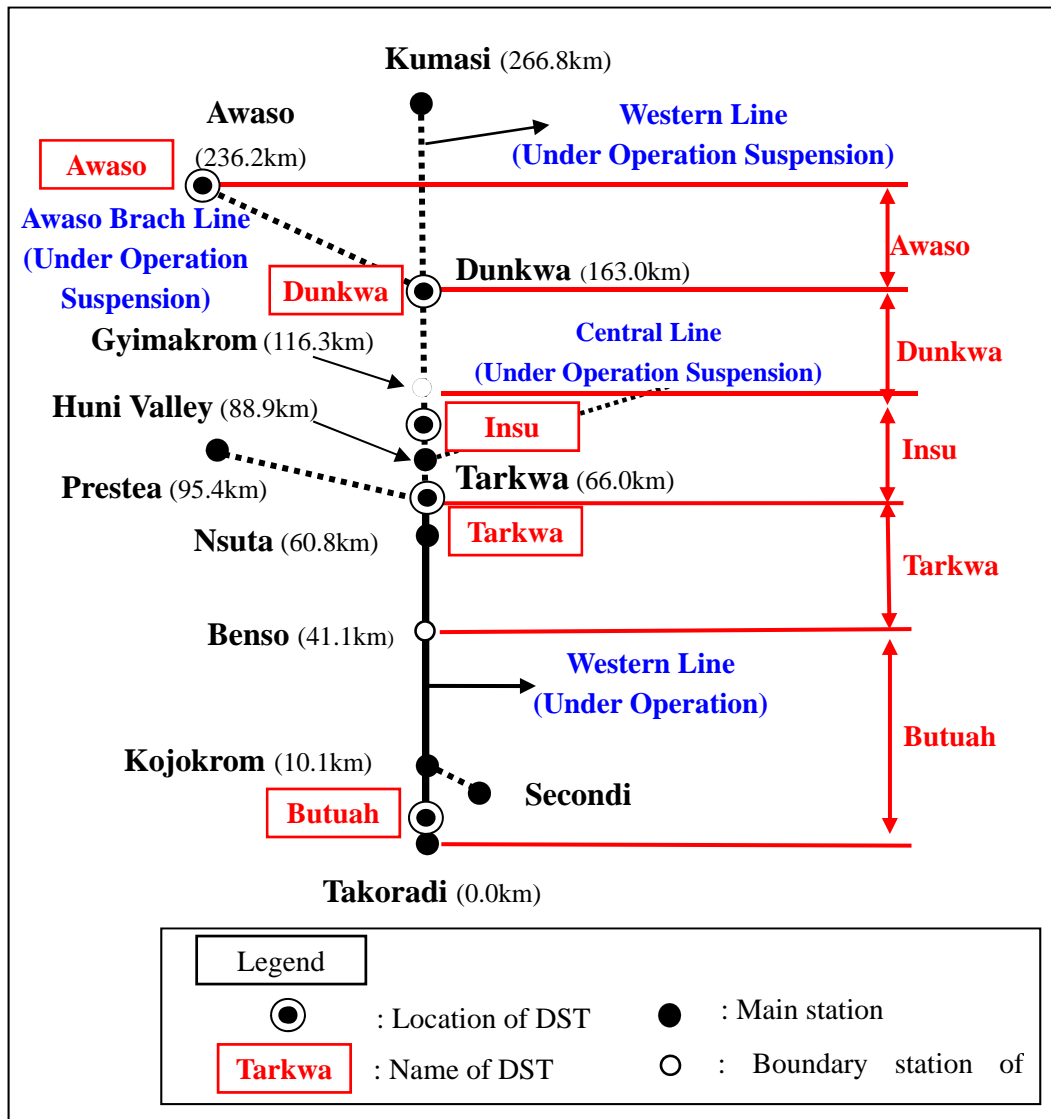 Kumasi (266.8km)
Awaso
(236.2km)
Awaso
Western Line
(Under Operation Suspension)
Awaso Brach Line
(Under Operation
Suspension)
Awaso
Dunkwa
Dunkwa (163.0km)
Gyimakrom (116.3km)
Central Line
(Under Operation Suspension)
Dunkwa
Huni Valley (88.9km)
Insu
Insu
Prestea (95.4km)
Tarkwa (66.0km)
Nsuta (60.8km)
Tarkwa
Tarkwa
Benso (41.1km)
Western Line
(Under Operation)
Butuah
Kojokrom (10.1km)
Secondi
Butuah
Takoradi (0.0km)
Legend
: Location of DST
: Main station
Tarkwa : Name of DST
: Boundary station of